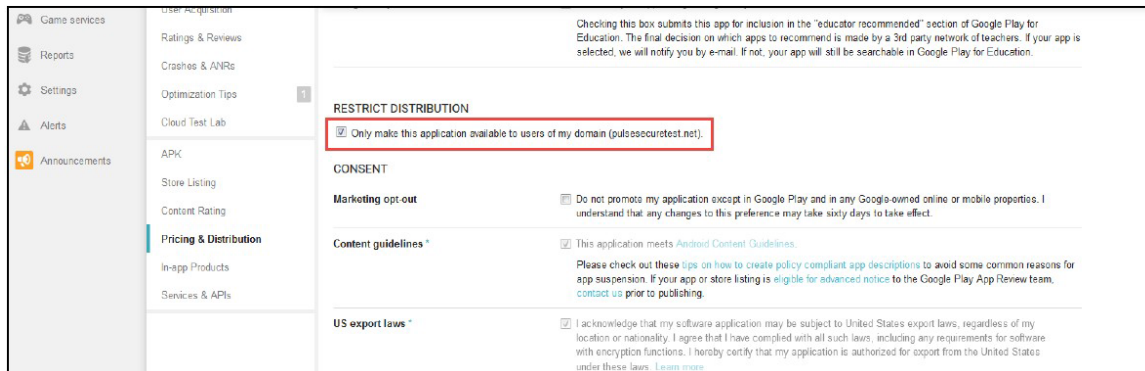 Game services
Reports
Settings
Alerts
Announcements
User Acquisition
Ratings & Reviews
Crashes & ANRs
Optimization Tips 1
Cloud Test Lab
APK
Store Listing
Content Rating
Pricing & Distribution
In-app Products
Services & APIs
Checking this box submits this app for inclusion in the "educator recommended" section of Google Play for
Education. The final decision on which apps to recommend is made by a 3rd party network of teachers. If your app is
selected, we will notify you by e-mail. If not, your app will still be searchable in Google Play for Education.
RESTRICT DISTRIBUTION
Only make this application available to users of my domain (pulsesecuretest.net).
CONSENT
Marketing opt-out
Do not promote my application except in Google Play and in any Google-owned online or mobile properties. I
understand that any changes to this preference may take sixty days to take effect.
Content guidelines *
This application meets Android Content Guidelines.
Please check out these tips on how to create policy compliant app descriptions to avoid some common reasons for
app suspension. If your app or store listing is eligible for advanced notice to the Google Play App Review team,
contact us prior to publishing.
US export laws *
I acknowledge that my software application may be subject to United States export laws, regardless of my
location or nationality. I agree that I have complied with all such laws, including any requirements for software
with encryption functions. I hereby certify that my application is authorized for export from the United States
under these laws. Learn more